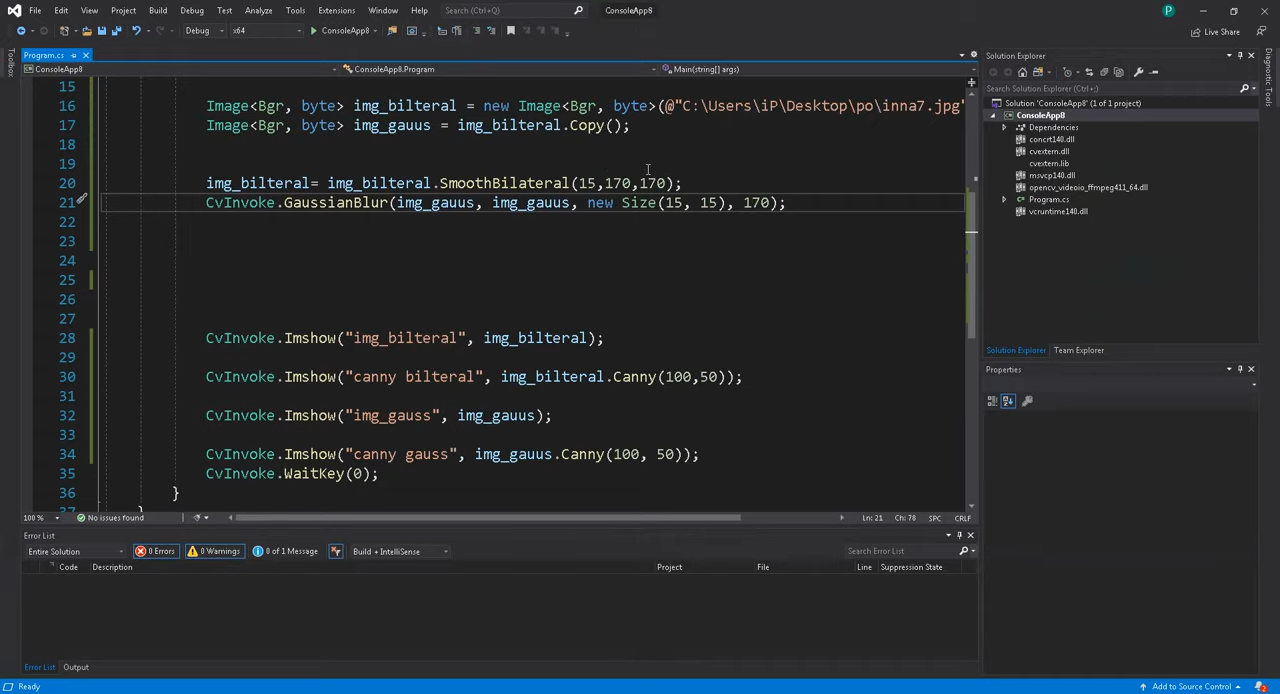 File Edit View Project Build Debug Test Analyze Tools Extensions Window Help Search (Ctrl+Q) ConsoleApp8 P
Debug x64 ConsoleApp8 Live Share
Toolbox
Program.cs
ConsoleApp8 ConsoleApp8.Program Main(string[] args)
15
16 Image<Bgr, byte> img_bilteral = new Image<Bgr, byte>(@"C:\Users\iP\Desktop\po\inna7.jpg"
17 Image<Bgr, byte> img_gauus = img_bilteral.Copy();
18
19
20 img_bilteral= img_bilteral.SmoothBilateral(15,170,170);
21 CvInvoke.GaussianBlur(img_gauus, img_gauus, new Size(15, 15), 170);
22
23
24
25
26
27
28 CvInvoke.Imshow("img_bilteral", img_bilteral);
29
30 CvInvoke.Imshow("canny bilteral", img_bilteral.Canny(100,50));
31
32 CvInvoke.Imshow("img_gauss", img_gauus);
33
34 CvInvoke.Imshow("canny gauss", img_gauus.Canny(100, 50));
35 CvInvoke.WaitKey(0);
36 }
37 }
100 % No issues found Ln: 21 Ch: 78 SPC CRLF
Error List
Entire Solution 0 Errors 0 Warnings 0 of 1 Message Build + IntelliSense Search Error List
Code Description Project File Line Suppression State
Error List Output
Solution Explorer
Search Solution Explorer (Ctrl+;)
Solution 'ConsoleApp8' (1 of 1 project)
ConsoleApp8
Dependencies
concrt140.dll
cvextern.dll
cvextern.lib
msvcp140.dll
opencv_videoio_ffmpeg411_64.dll
Program.cs
vcruntime140.dll
Solution Explorer Team Explorer
Properties
Diagnostic Tools
Ready Add to Source Control 2